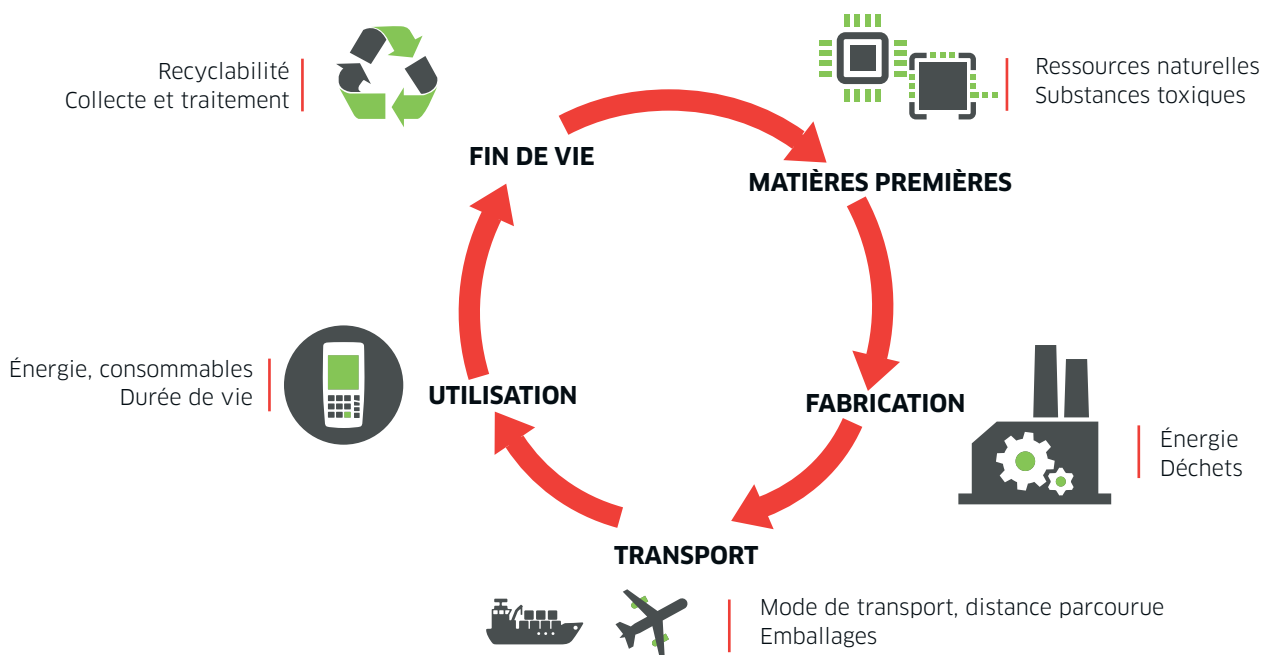 Recyclabilité
Collecte et traitement
Ressources naturelles
Substances toxiques
FIN DE VIE
MATIÈRES PREMIÈRES
Énergie, consommables
Durée de vie
UTILISATION
FABRICATION
Énergie
Déchets
TRANSPORT
Mode de transport, distance parcourue
Emballages